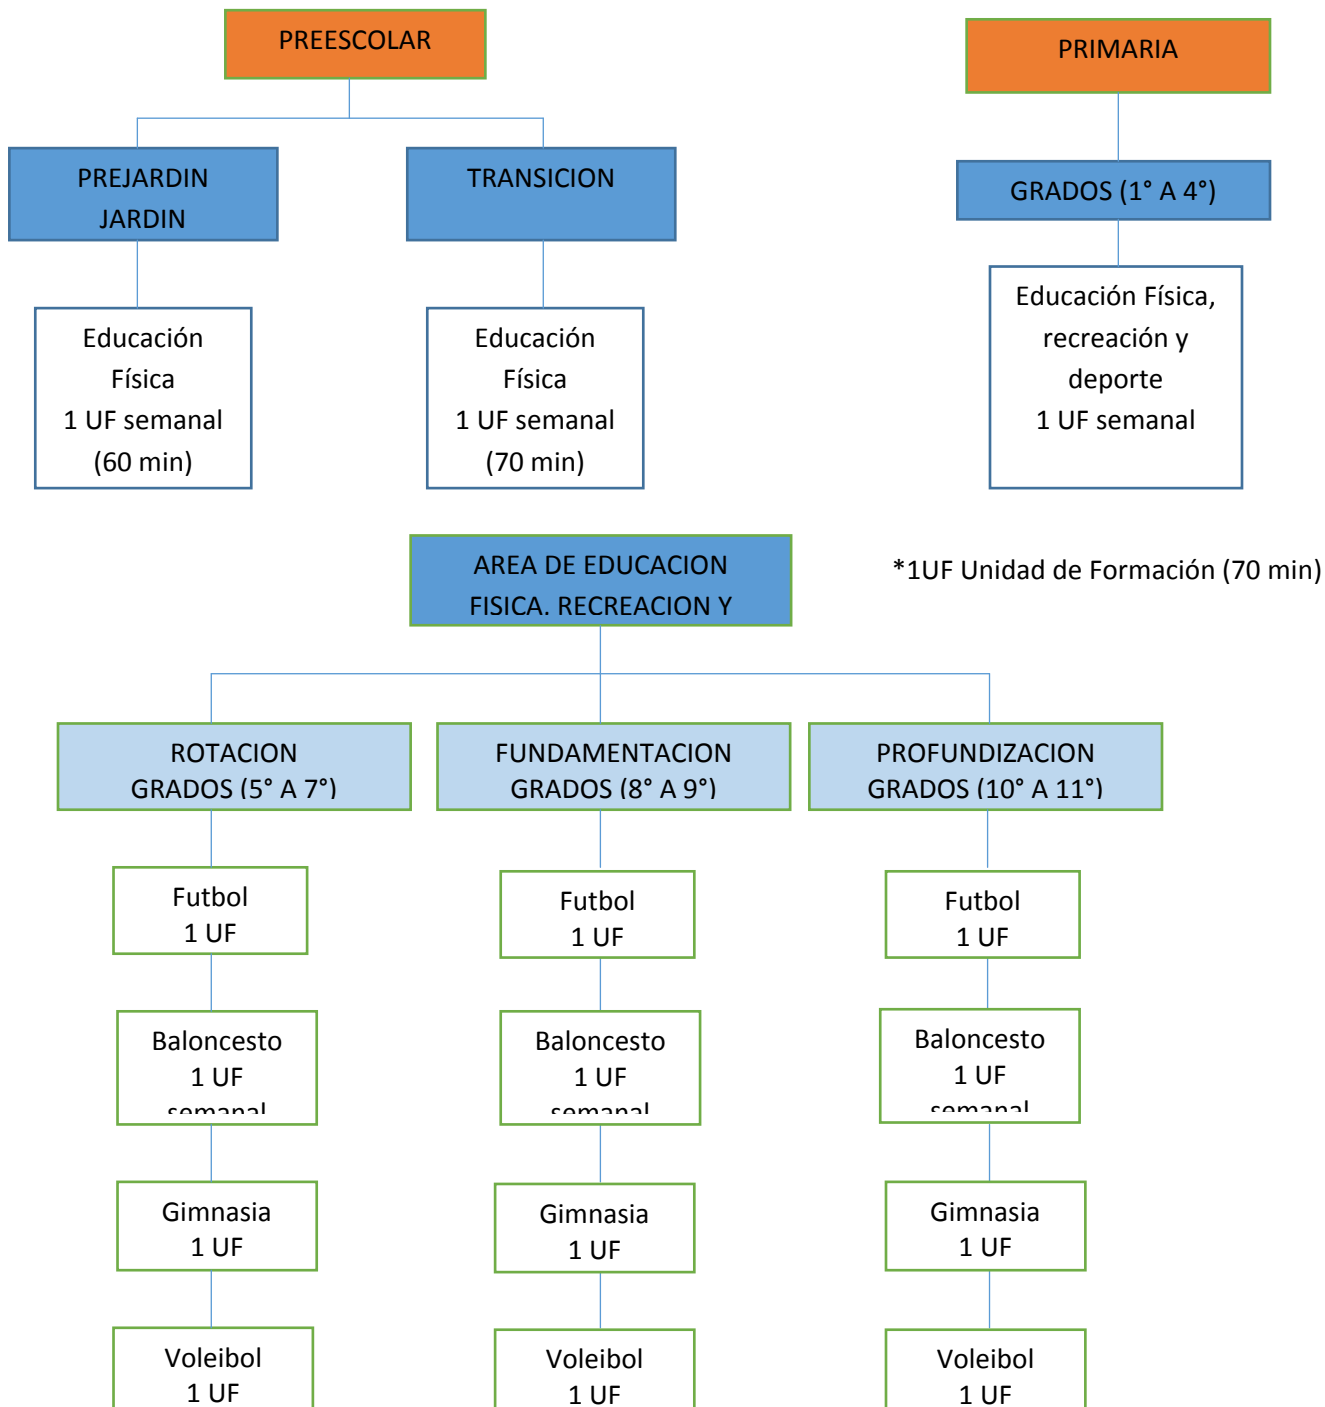 PREESCOLAR
PRIMARIA
PREJARDIN
JARDIN
TRANSICION
GRADOS (1° A 4°)
Educación
Física
1 UF semanal
(60 min)
Educación
Física
1 UF semanal
(70 min)
Educación Física,
recreación y
deporte
1 UF semanal
AREA DE EDUCACION
FISICA. RECREACION Y
*1UF Unidad de Formación (70 min)
ROTACION
GRADOS (5° A 7°)
FUNDAMENTACION
GRADOS (8° A 9°)
PROFUNDIZACION
GRADOS (10° A 11°)
Futbol
1 UF
Futbol
1 UF
Futbol
1 UF
Baloncesto
1 UF
semanal
Baloncesto
1 UF
semanal
Baloncesto
1 UF
semanal
Gimnasia
1 UF
Gimnasia
1 UF
Gimnasia
1 UF
Voleibol
1 UF
Voleibol
1 UF
Voleibol
1 UF